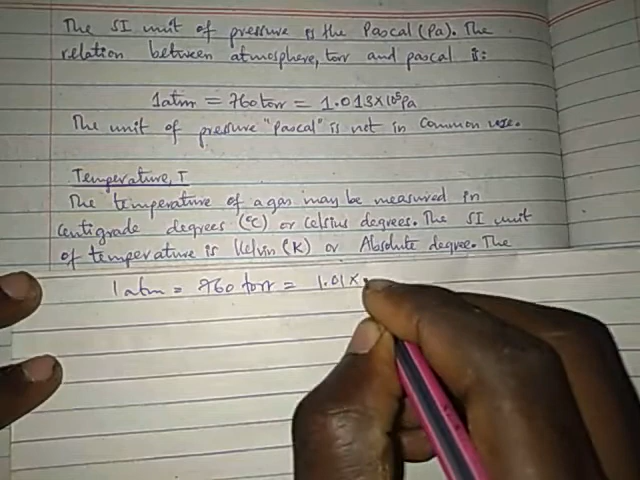 The SI unit of pressure is the Pascal (Pa). The
relation between atmosphere, torr and pascal is:
1atm = 760torr = 1.013×10⁵pa
The unit of pressure "Pascal" is not in common use.
Temperature, T
The temperature of a gas may be measured in
Centigrade degrees (°C) or Celsius degrees. The SI unit
of temperature is Kelvin (K) or Absolute degree. The
1 atm = 760 torr = 1.01×